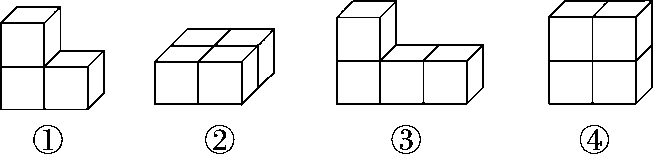 ① ② ③ ④